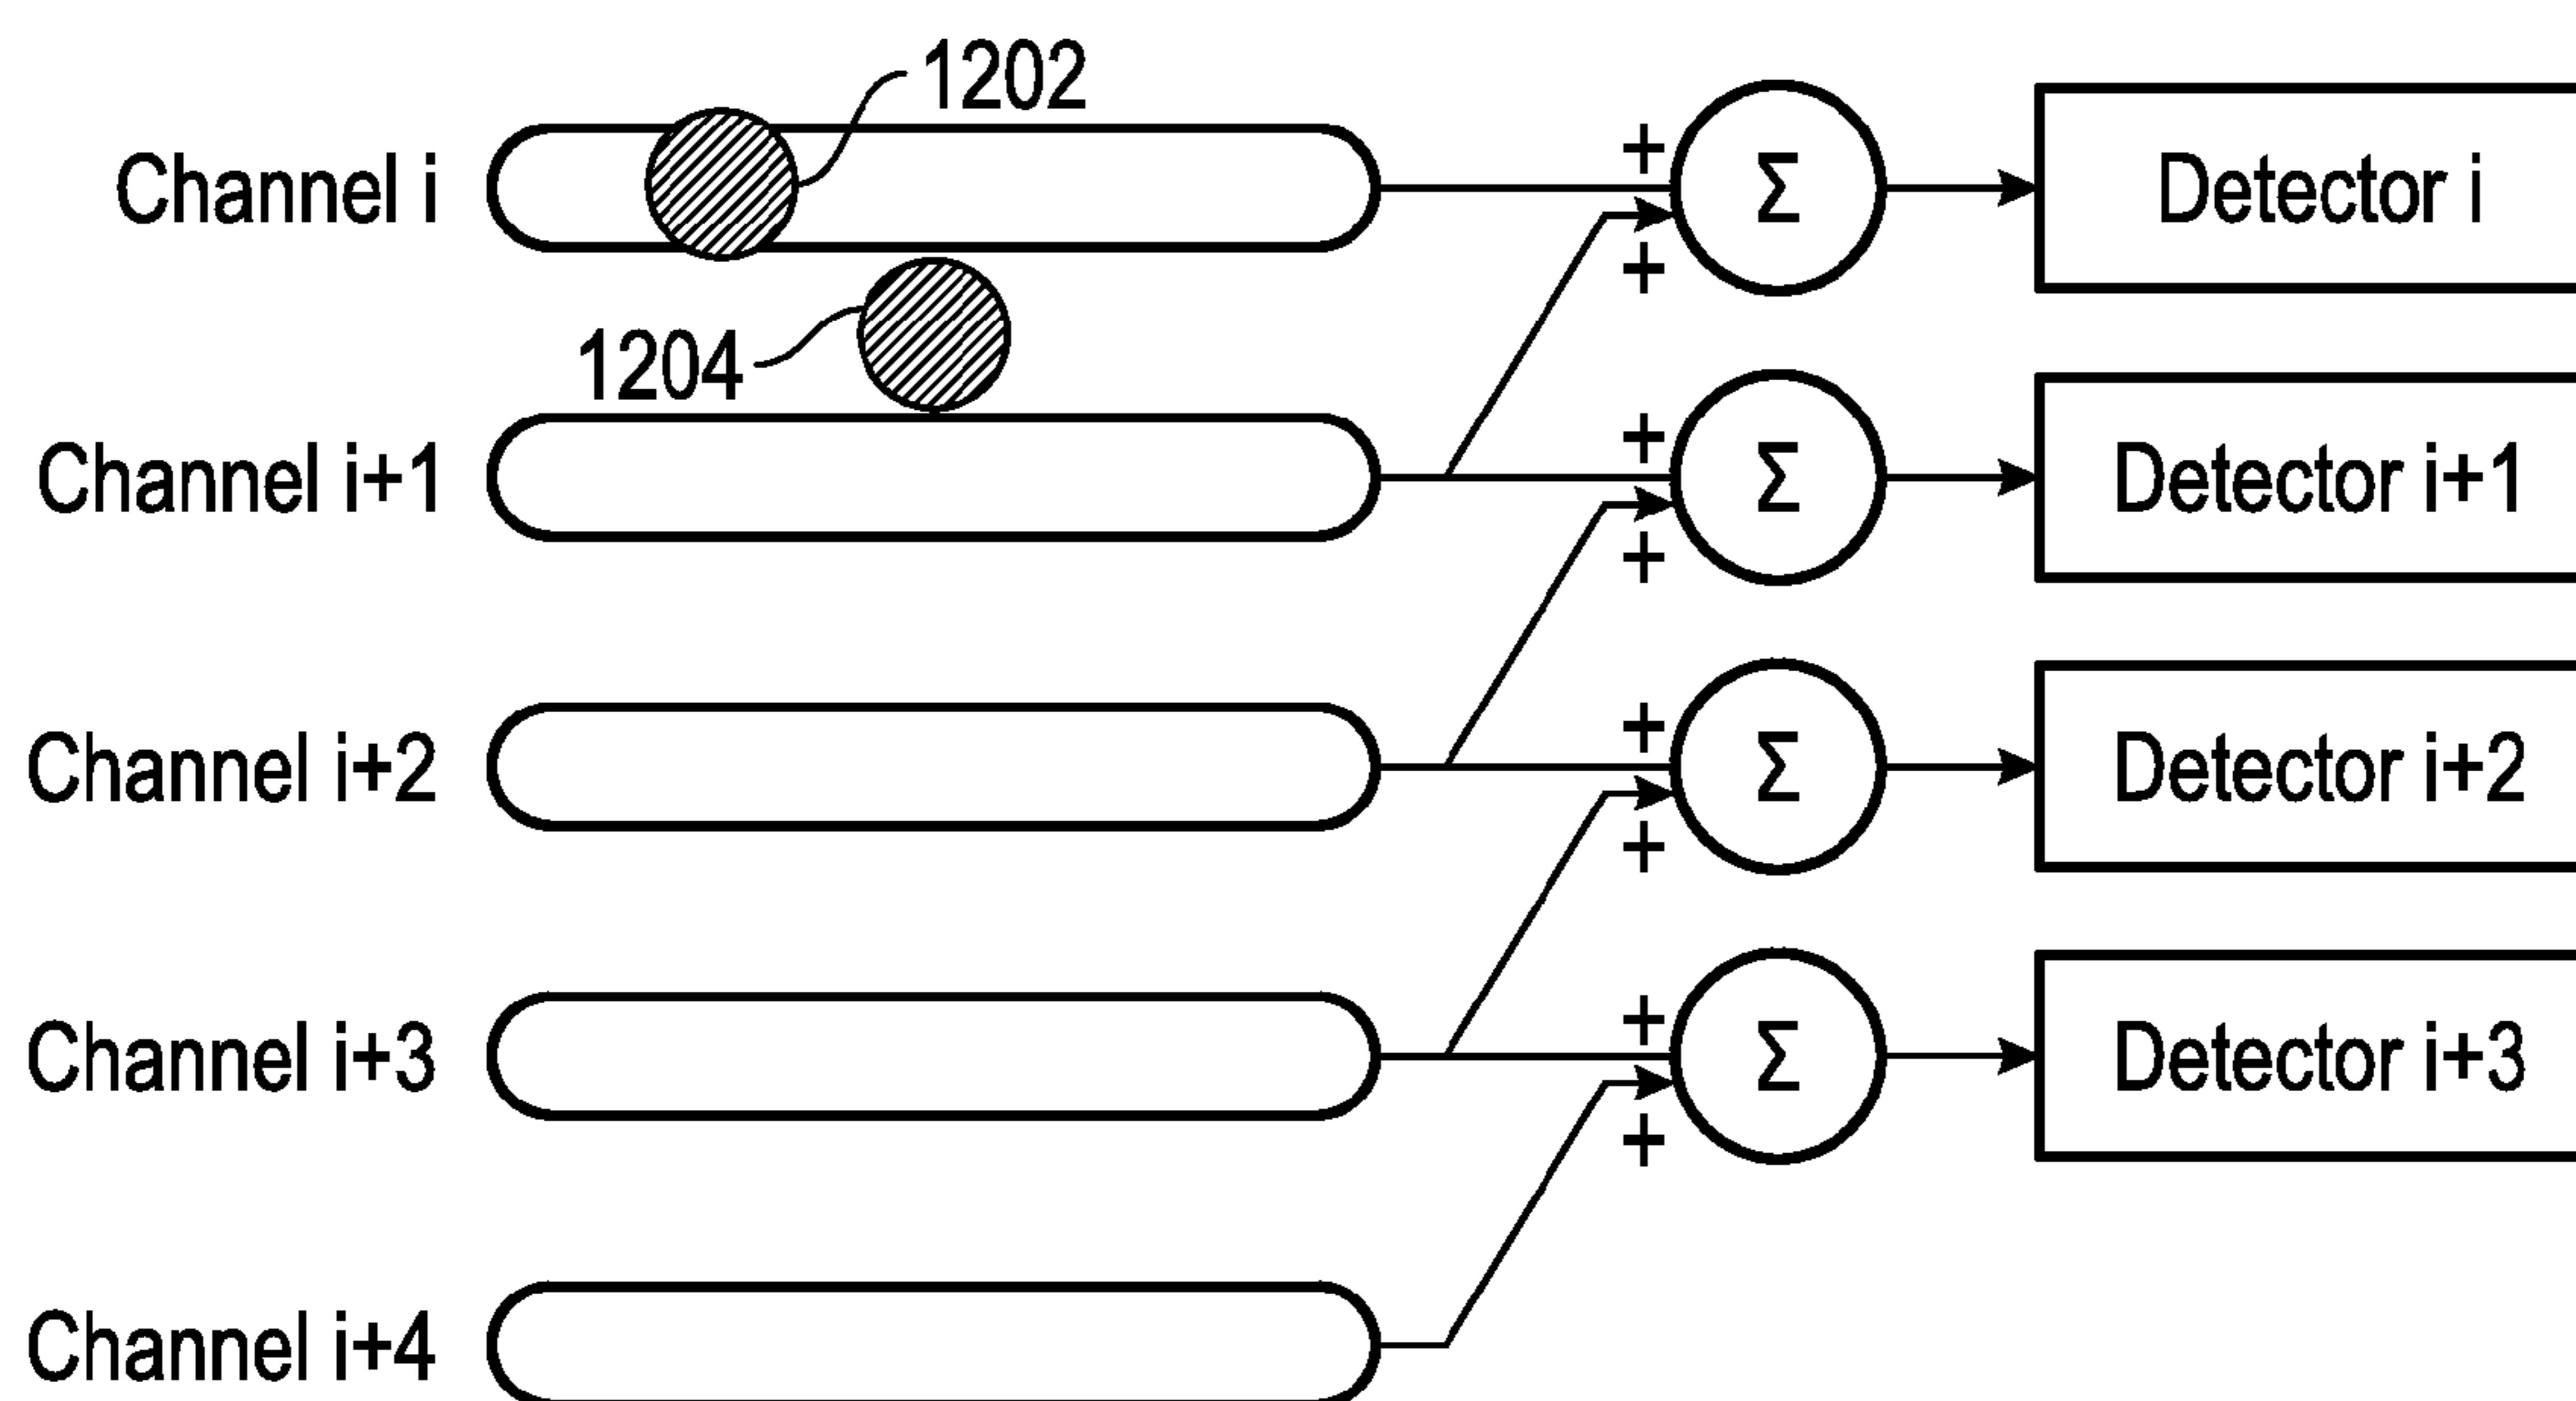 1202
+
Channel i
Σ
Detector i
+
1204
+
Channel i+1
Σ
Detector i+1
+
+
Channel i+2
Σ
Detector i+2
+
+
Channel i+3
Σ
Detector i+3
+
Channel i+4